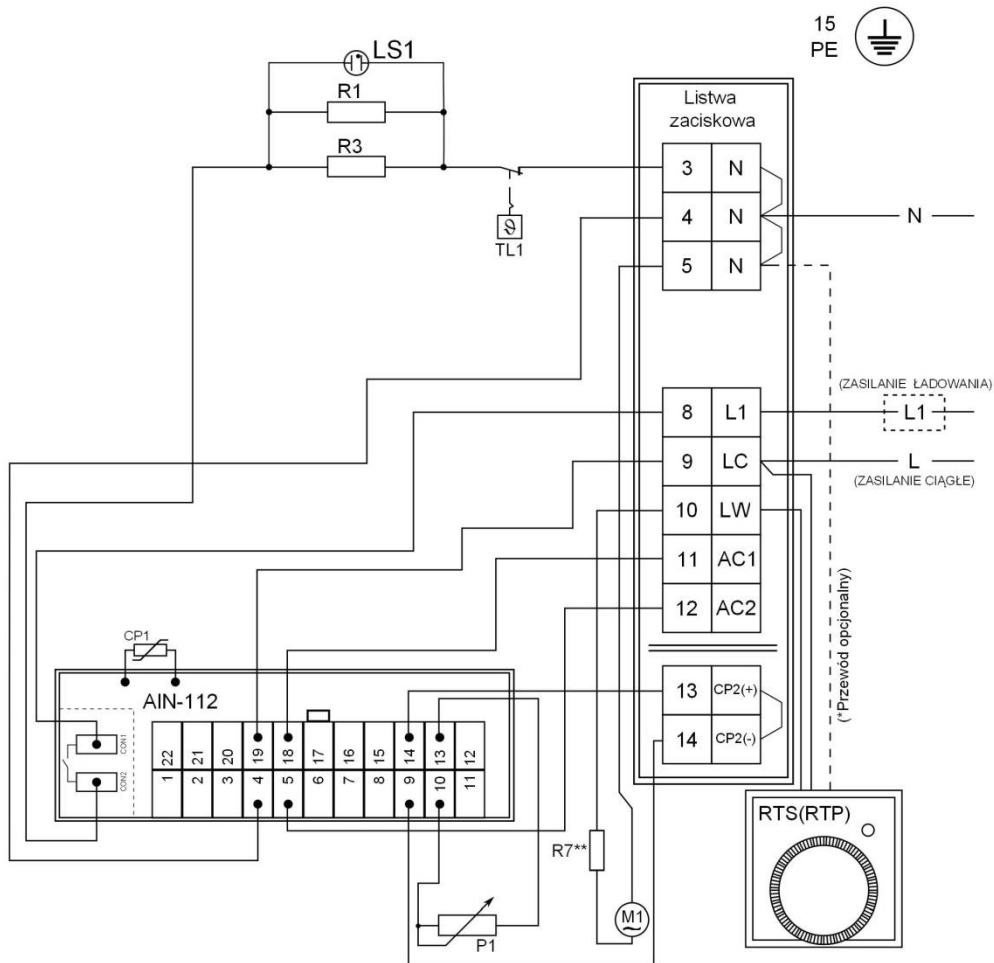 15
PE
LS1
R1
R3
TL1
Listwa
zaciskowa
3 N
4 N
5 N
N
8 L1
9 LC
10 LW
11 AC1
12 AC2
13 CP2(+)
14 CP2(-)
(ZASILANIE ŁADOWANIA)
L1
L
(ZASILANIE CIĄGŁE)
(*Przewód opcjonalny)
CP1
AIN-112
CON1
CON2
22 21 20 19 18 17 16 15 14 13 12
1 2 3 4 5 6 7 8 9 10 11
P1
R7**
M1
RTS(RTP)